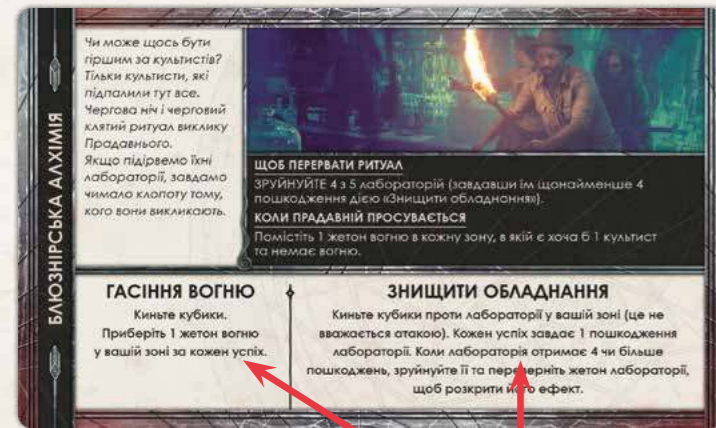 БЛЮЗНІРСЬКА АЛХІМІЯ
Чи може щось бути
гіршим за культистів?
Тільки культисти, які
підпалили тут все.
Чергова ніч і черговий
клятий ритуал виклику
Прадавнього.
Якщо підірвемо їхні
лабораторії, завдамо
чимало клопоту тому,
кого вони викликають.
ЩОБ ПЕРЕРВАТИ РИТУАЛ
ЗРУЙНУЙТЕ 4 з 5 лабораторій (завдавши їм щонайменше 4
пошкодження дією «Знищити обладнання»).
КОЛИ ПРАДАВНІЙ ПРОСУВАЄТЬСЯ
Помістіть 1 жетон вогню в кожну зону, в якій є хоча б 1 культист
та немає вогню.
ГАСІННЯ ВОГНЮ
Киньте кубики.
Приберіть 1 жетон вогню
у вашій зоні за кожен успіх.
ЗНИЩИТИ ОБЛАДНАННЯ
Киньте кубики проти лабораторії у вашій зоні (це не
вважається атакою). Кожен успіх завдає 1 пошкодження
лабораторії. Коли лабораторія отримає 4 чи більше
пошкоджень, зруйнуйте її та переверніть жетон лабораторії,
щоб розкрити його ефект.